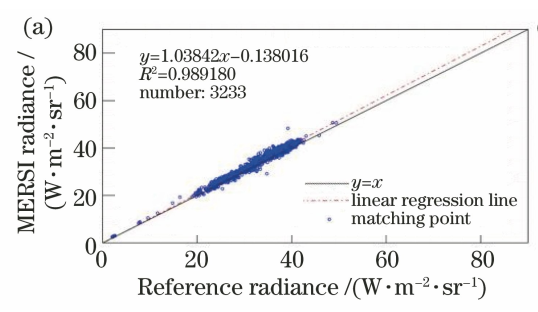 (a)
y=1.03842x−0.138016
R²=0.989180
number: 3233
MERSI radiance /
(W·m⁻²·sr⁻¹)
80
60
40
20
0
y=x
linear regression line
matching point
0 20 40 60 80
Reference radiance /(W·m⁻²·sr⁻¹)